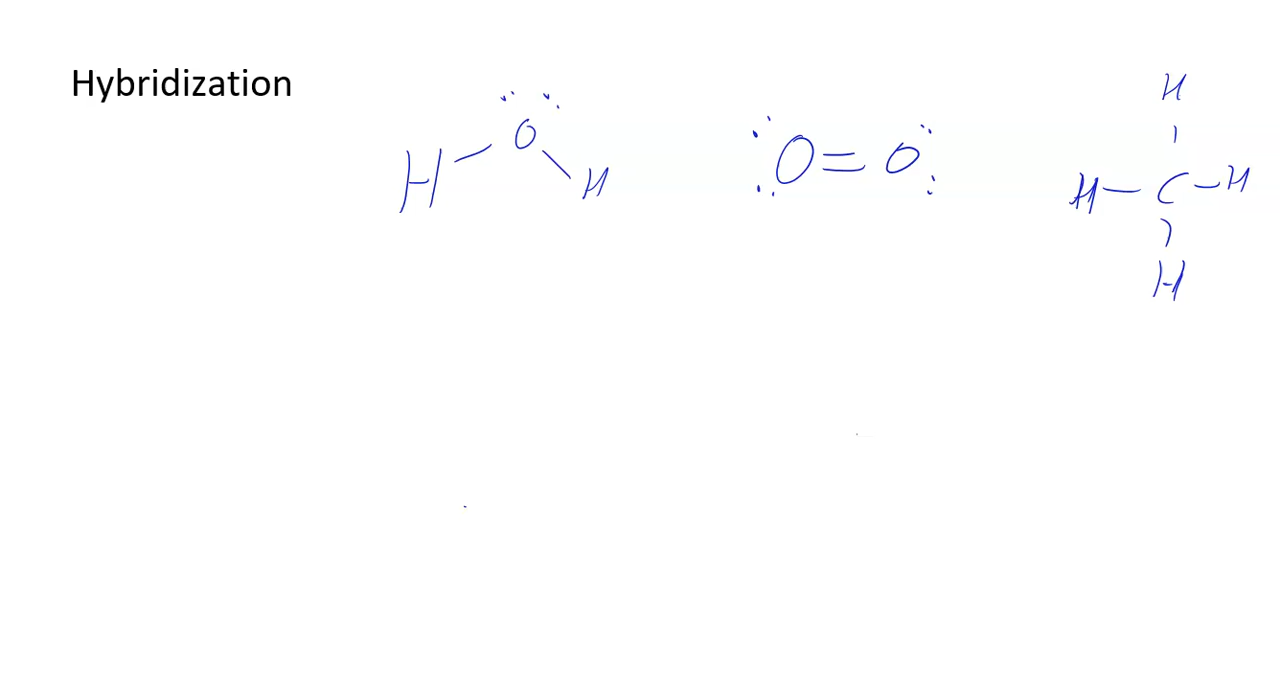 Hybridization
H O H
O = O
H
H - C - H
H